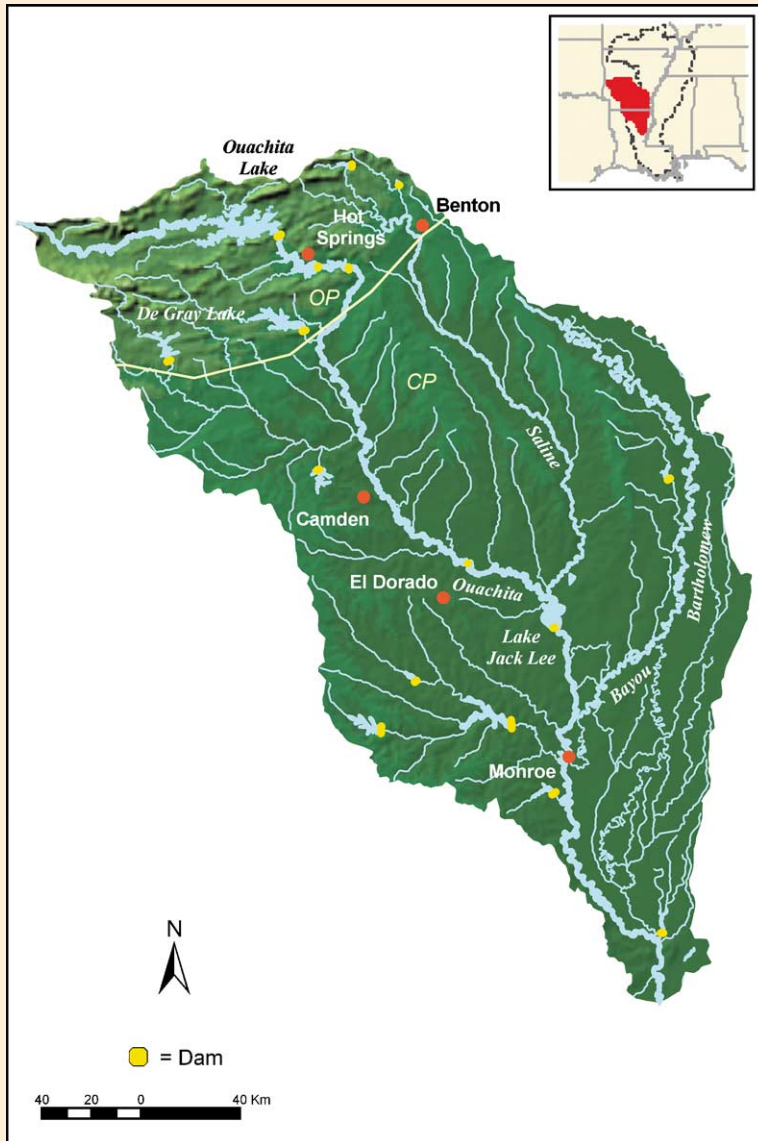 Ouachita
Lake
Benton
Hot
Springs
OP
De Gray Lake
CP
Saline
Camden
Bartholomew
El Dorado
Ouachita
Lake
Jack Lee
Bayou
Monroe
N
= Dam
40 20 0 40 Km